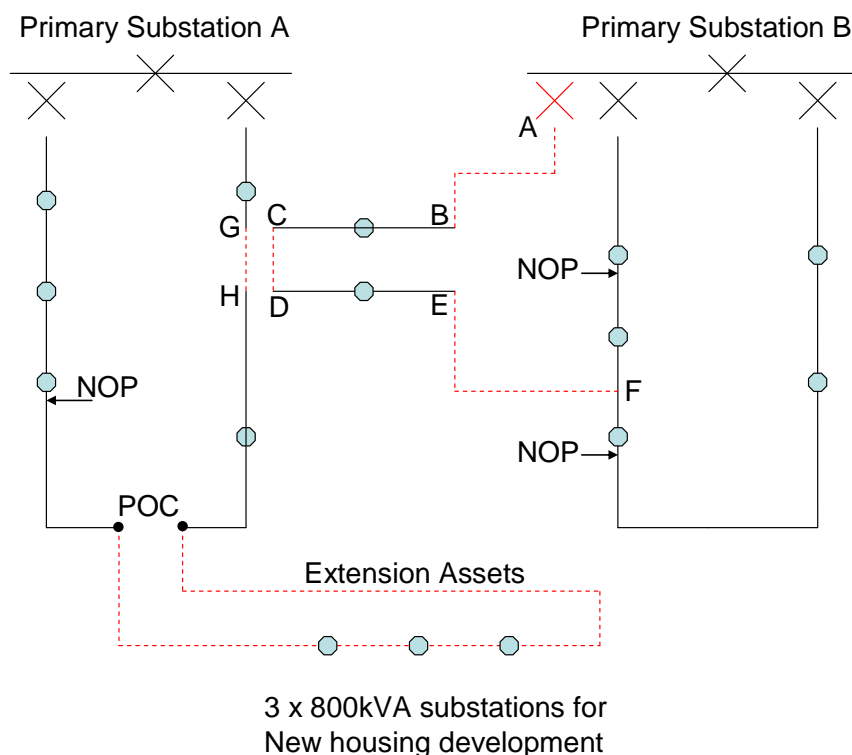 Primary Substation A
Primary Substation B
A
G
C
B
H
D
E
NOP
NOP
F
NOP
POC
Extension Assets
3 x 800kVA substations for
New housing development